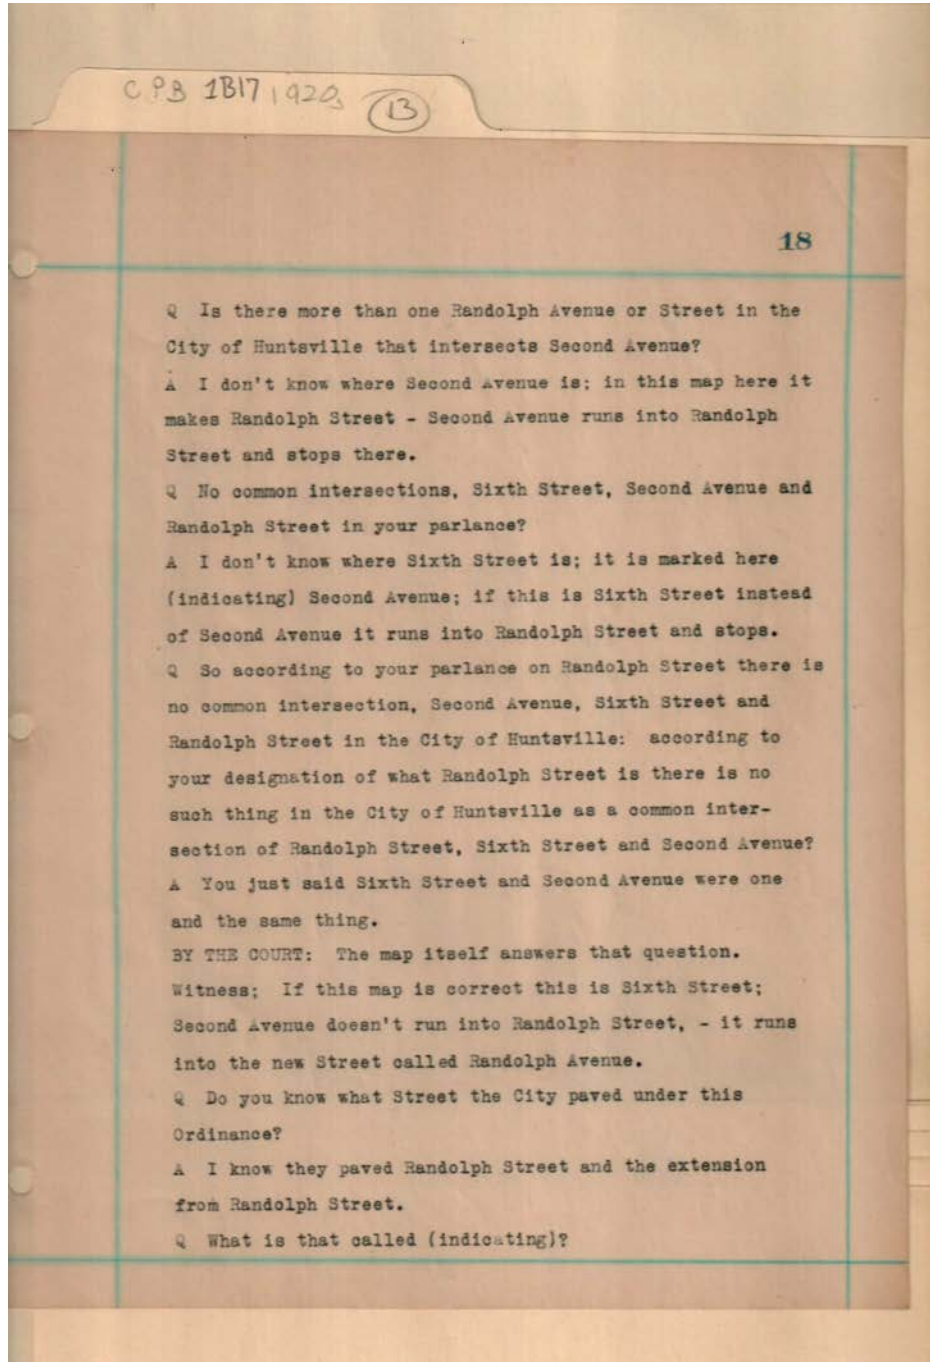 CPB 1B17 1920s 13
18
Q Is there more than one Randolph Avenue or Street in the
City of Huntsville that intersects Second Avenue?
A I don't know where Second Avenue is; in this map here it
makes Randolph Street - Second Avenue runs into Randolph
Street and stops there.
Q No common intersections, Sixth Street, Second Avenue and
Randolph Street in your parlance?
A I don't know where Sixth Street is; it is marked here
(indicating) Second Avenue; if this is Sixth Street instead
of Second Avenue it runs into Randolph Street and stops.
Q So according to your parlance on Randolph Street there is
no common intersection, Second Avenue, Sixth Street and
Randolph Street in the City of Huntsville: according to
your designation of what Randolph Street is there is no
such thing in the City of Huntsville as a common inter-
section of Randolph Street, Sixth Street and Second Avenue?
A You just said Sixth Street and Second Avenue were one
and the same thing.
BY THE COURT: The map itself answers that question.
Witness; If this map is correct this is Sixth Street;
Second Avenue doesn't run into Randolph Street, - it runs
into the new Street called Randolph Avenue.
Q Do you know what Street the City paved under this
Ordinance?
A I know they paved Randolph Street and the extension
from Randolph Street.
Q What is that called (indicating)?